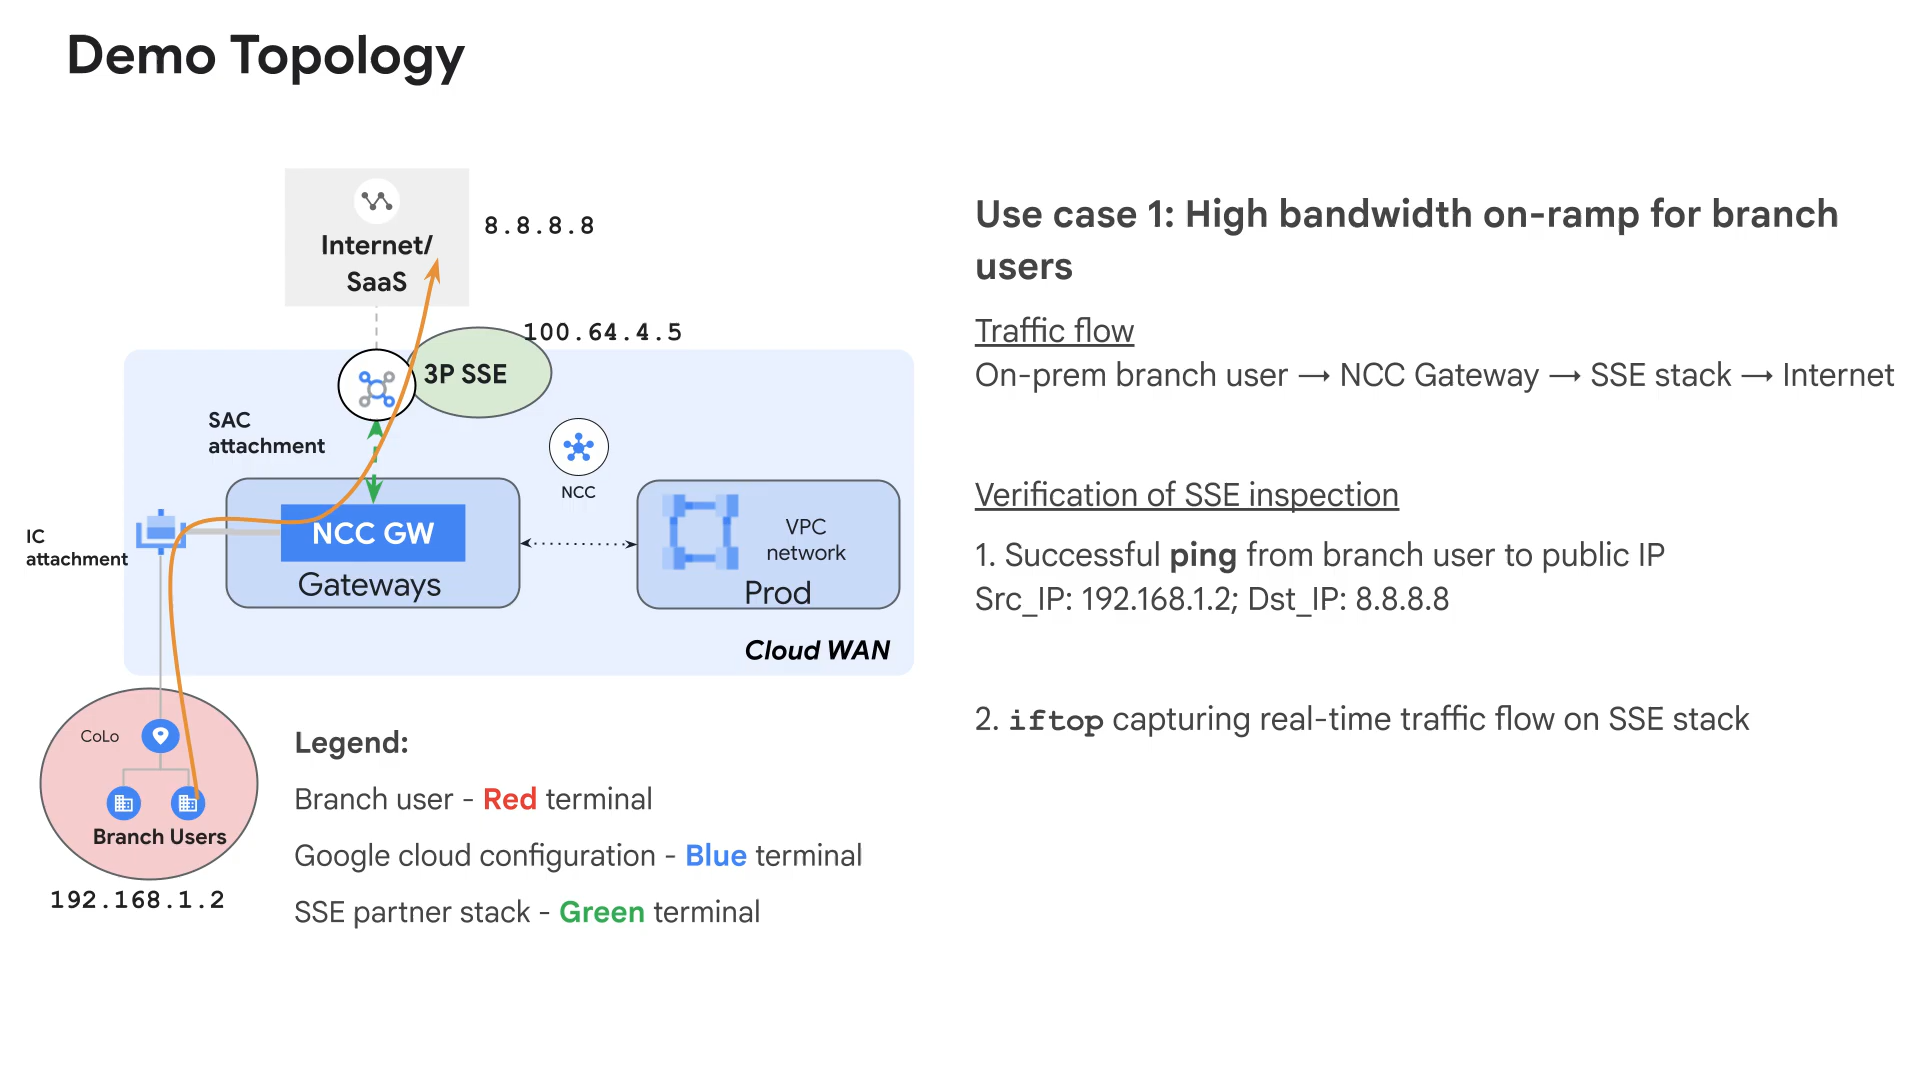 Demo Topology
Internet/
SaaS
8.8.8.8
100.64.4.5
3P SSE
SAC
attachment
NCC
IC
attachment
NCC GW
Gateways
VPC
network
Prod
Cloud WAN
CoLo
Branch Users
192.168.1.2
Legend:
Branch user - Red terminal
Google cloud configuration - Blue terminal
SSE partner stack - Green terminal
Use case 1: High bandwidth on-ramp for branch
users
Traffic flow
On-prem branch user → NCC Gateway → SSE stack → Internet
Verification of SSE inspection
1. Successful ping from branch user to public IP
Src_IP: 192.168.1.2; Dst_IP: 8.8.8.8
2. iftop capturing real-time traffic flow on SSE stack